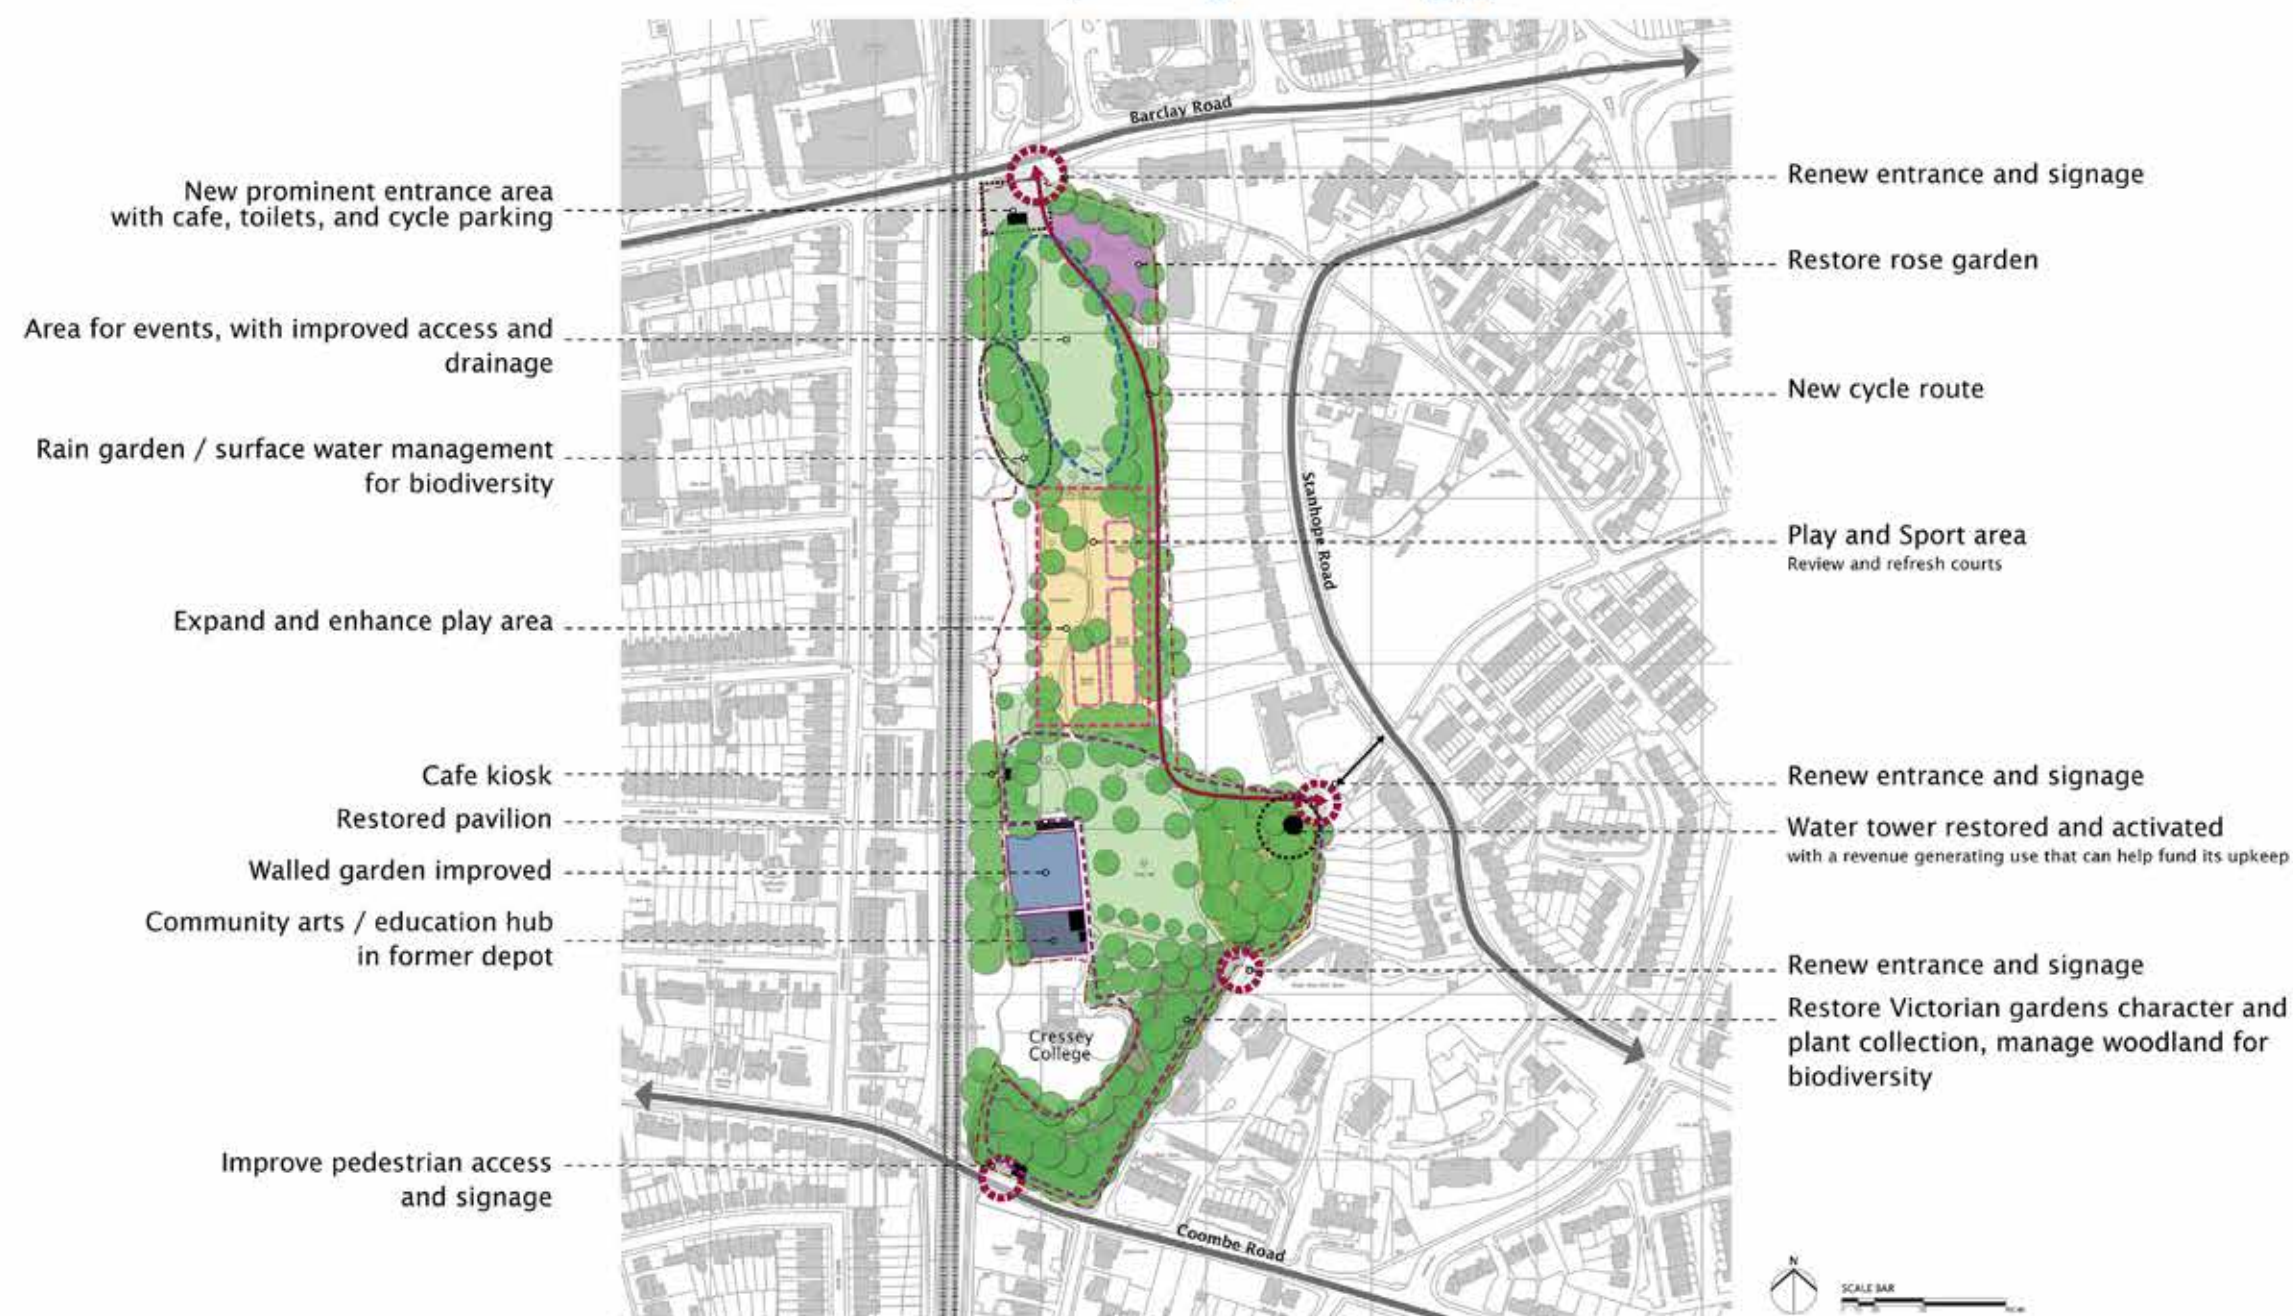 Barclay Road
New prominent entrance area
with cafe, toilets, and cycle parking
Area for events, with improved access and
drainage
Rain garden / surface water management
for biodiversity
Expand and enhance play area
Cafe kiosk
Restored pavilion
Walled garden improved
Community arts / education hub
in former depot
Improve pedestrian access
and signage
Stanhope Road
Cressey
College
Coombe Road
Renew entrance and signage
Restore rose garden
New cycle route
Play and Sport area
Review and refresh courts
Renew entrance and signage
Water tower restored and activated
with a revenue generating use that can help fund its upkeep
Renew entrance and signage
Restore Victorian gardens character and
plant collection, manage woodland for
biodiversity
N
SCALE BAR